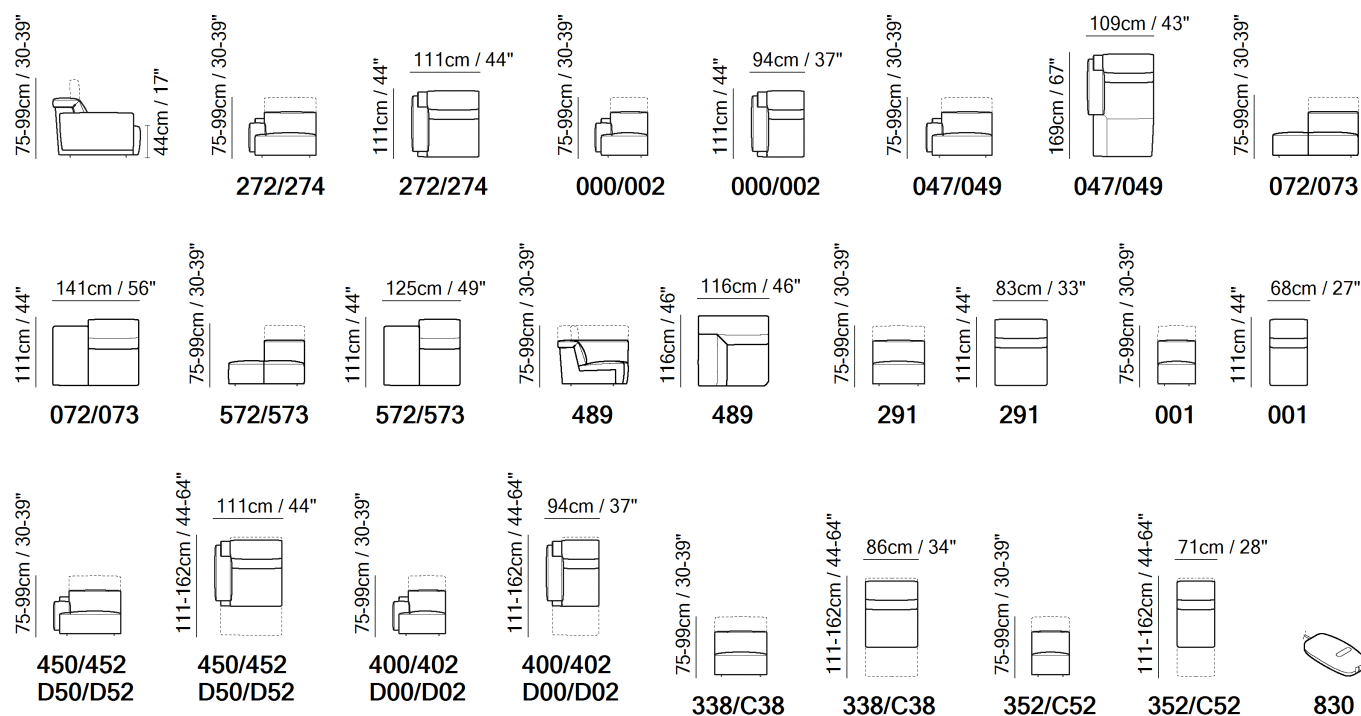 75-99cm / 30-39"
44cm / 17"
75-99cm / 30-39"
272/274
111cm / 44"
111cm / 44"
272/274
75-99cm / 30-39"
000/002
94cm / 37"
111cm / 44"
000/002
75-99cm / 30-39"
047/049
109cm / 43"
169cm / 67"
047/049
75-99cm / 30-39"
072/073
141cm / 56"
111cm / 44"
072/073
75-99cm / 30-39"
572/573
125cm / 49"
111cm / 44"
572/573
75-99cm / 30-39"
489
116cm / 46"
116cm / 46"
489
75-99cm / 30-39"
291
83cm / 33"
111cm / 44"
291
75-99cm / 30-39"
001
68cm / 27"
111cm / 44"
001
75-99cm / 30-39"
450/452
D50/D52
111cm / 44"
111-162cm / 44-64"
450/452
D50/D52
75-99cm / 30-39"
400/402
D00/D02
94cm / 37"
111-162cm / 44-64"
400/402
D00/D02
75-99cm / 30-39"
338/C38
86cm / 34"
111-162cm / 44-64"
338/C38
75-99cm / 30-39"
352/C52
71cm / 28"
111-162cm / 44-64"
352/C52
830